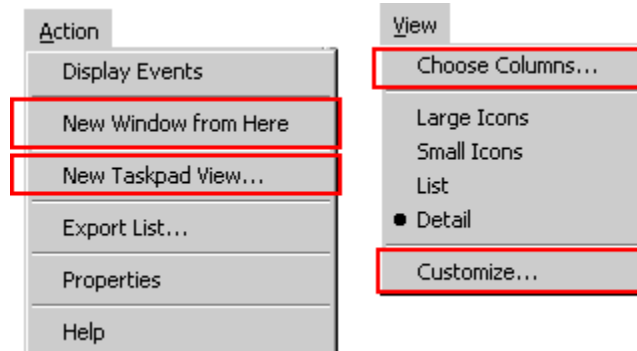 Action
Display Events
New Window from Here
New Taskpad View...
Export List...
Properties
Help
View
Choose Columns...
Large Icons
Small Icons
List
Detail
Customize...